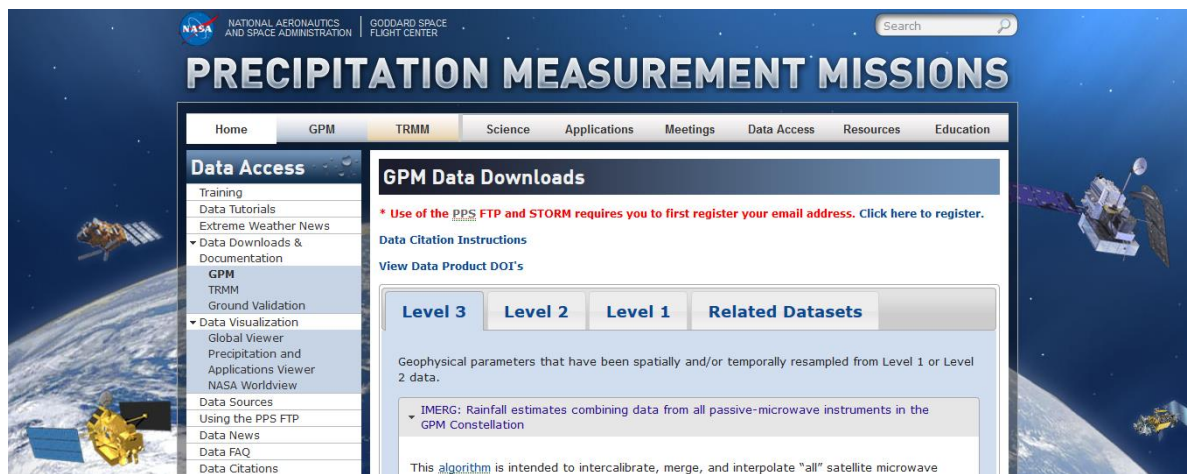 NASA
NATIONAL AERONAUTICS
AND SPACE ADMINISTRATION
GODDARD SPACE
FLIGHT CENTER
Search
PRECIPITATION MEASUREMENT MISSIONS
Home GPM TRMM Science Applications Meetings Data Access Resources Education
Data Access
Training
Data Tutorials
Extreme Weather News
Data Downloads &
Documentation
GPM
TRMM
Ground Validation
Data Visualization
Global Viewer
Precipitation and
Applications Viewer
NASA Worldview
Data Sources
Using the PPS FTP
Data News
Data FAQ
Data Citations
GPM Data Downloads
* Use of the PPS FTP and STORM requires you to first register your email address. Click here to register.
Data Citation Instructions
View Data Product DOI's
Level 3 Level 2 Level 1 Related Datasets
Geophysical parameters that have been spatially and/or temporally resampled from Level 1 or Level
2 data.
IMERG: Rainfall estimates combining data from all passive-microwave instruments in the
GPM Constellation
This algorithm is intended to intercalibrate, merge, and interpolate “all” satellite microwave